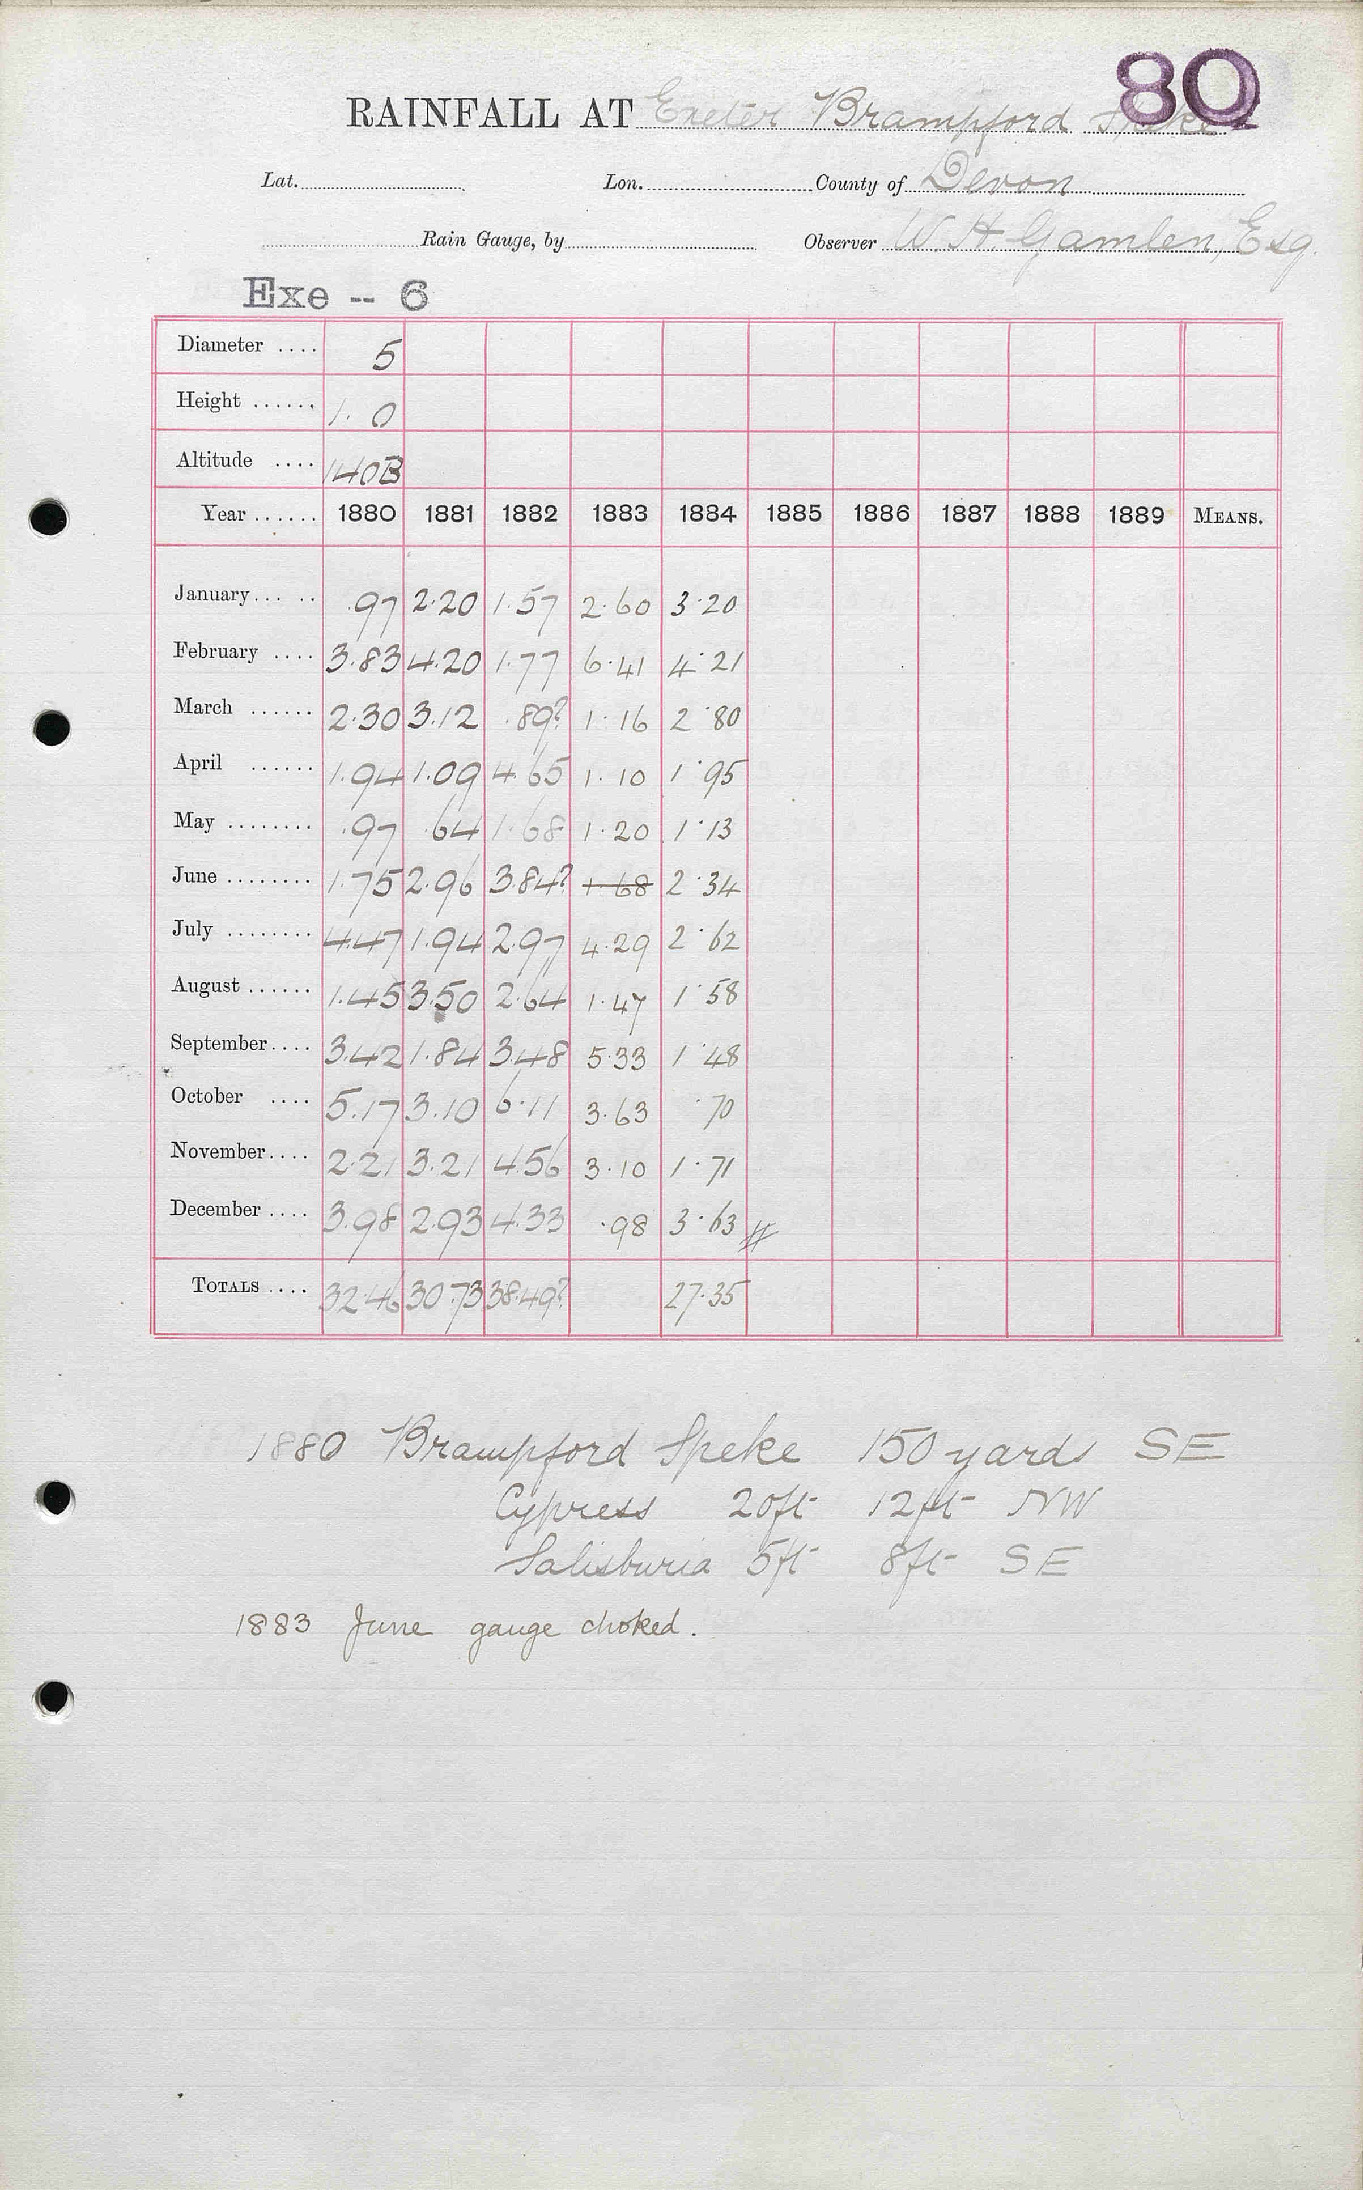 80
RAINFALL AT Exeter Brampford Speke
Lat. Lon. County of Devon
Rain Gauge, by Observer W H Gamlen, Esq.
Exe -- 6
Diameter .... 5
Height ...... 1. 0
Altitude .... 140B
Year ...... 1880 1881 1882 1883 1884 1885 1886 1887 1888 1889 MEANS.
January... .. .97 2.20 1.57 2.60 3.20
February .... 3.83 4.20 1.77 6.41 4.21
March ...... 2.30 3.12 .89? 1.16 2.80
April ...... 1.94 1.09 4.65 1.10 1.95
May ........ .97 .64 1.68 1.20 1.13
June ........ 1.75 2.96 3.84? 1.68 2.34
July ........ 4.47 1.94 2.97 4.29 2.62
August ...... 1.45 3.50 2.64 1.47 1.58
September.... 3.42 1.84 3.48 5.33 1.48
October .... 5.17 3.10 6.11 3.63 .70
November.... 2.21 3.21 4.56 3.10 1.71
December .... 3.98 2.93 4.33 .98 3.63
TOTALS .... 32.46 30.73 38.49? 27.35
1880 Brampford Speke 150 yards SE
Cypress 20ft 12ft NW
Salisburia 5ft 8ft SE
1883 June gauge choked.